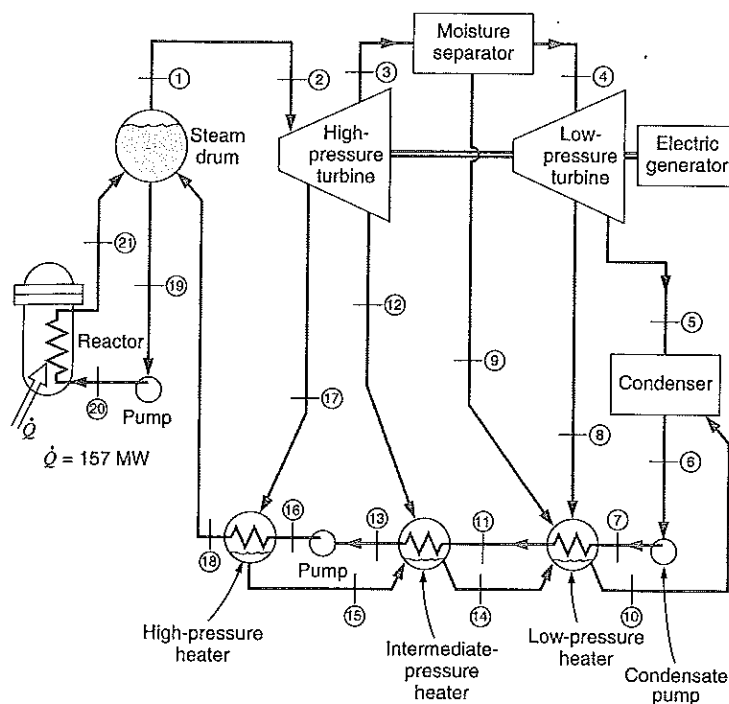 Moisture
separator
1
2
3
4
Steam
drum
High-
pressure
turbine
Low-
pressure
turbine
Electric
generator
21
19
12
5
Reactor
9
Condenser
20
Pump
17
8
6
Q̇
Q̇ = 157 MW
16
13
11
7
18
Pump
15
14
10
High-pressure
heater
Intermediate-
pressure
heater
Low-pressure
heater
Condensate
pump